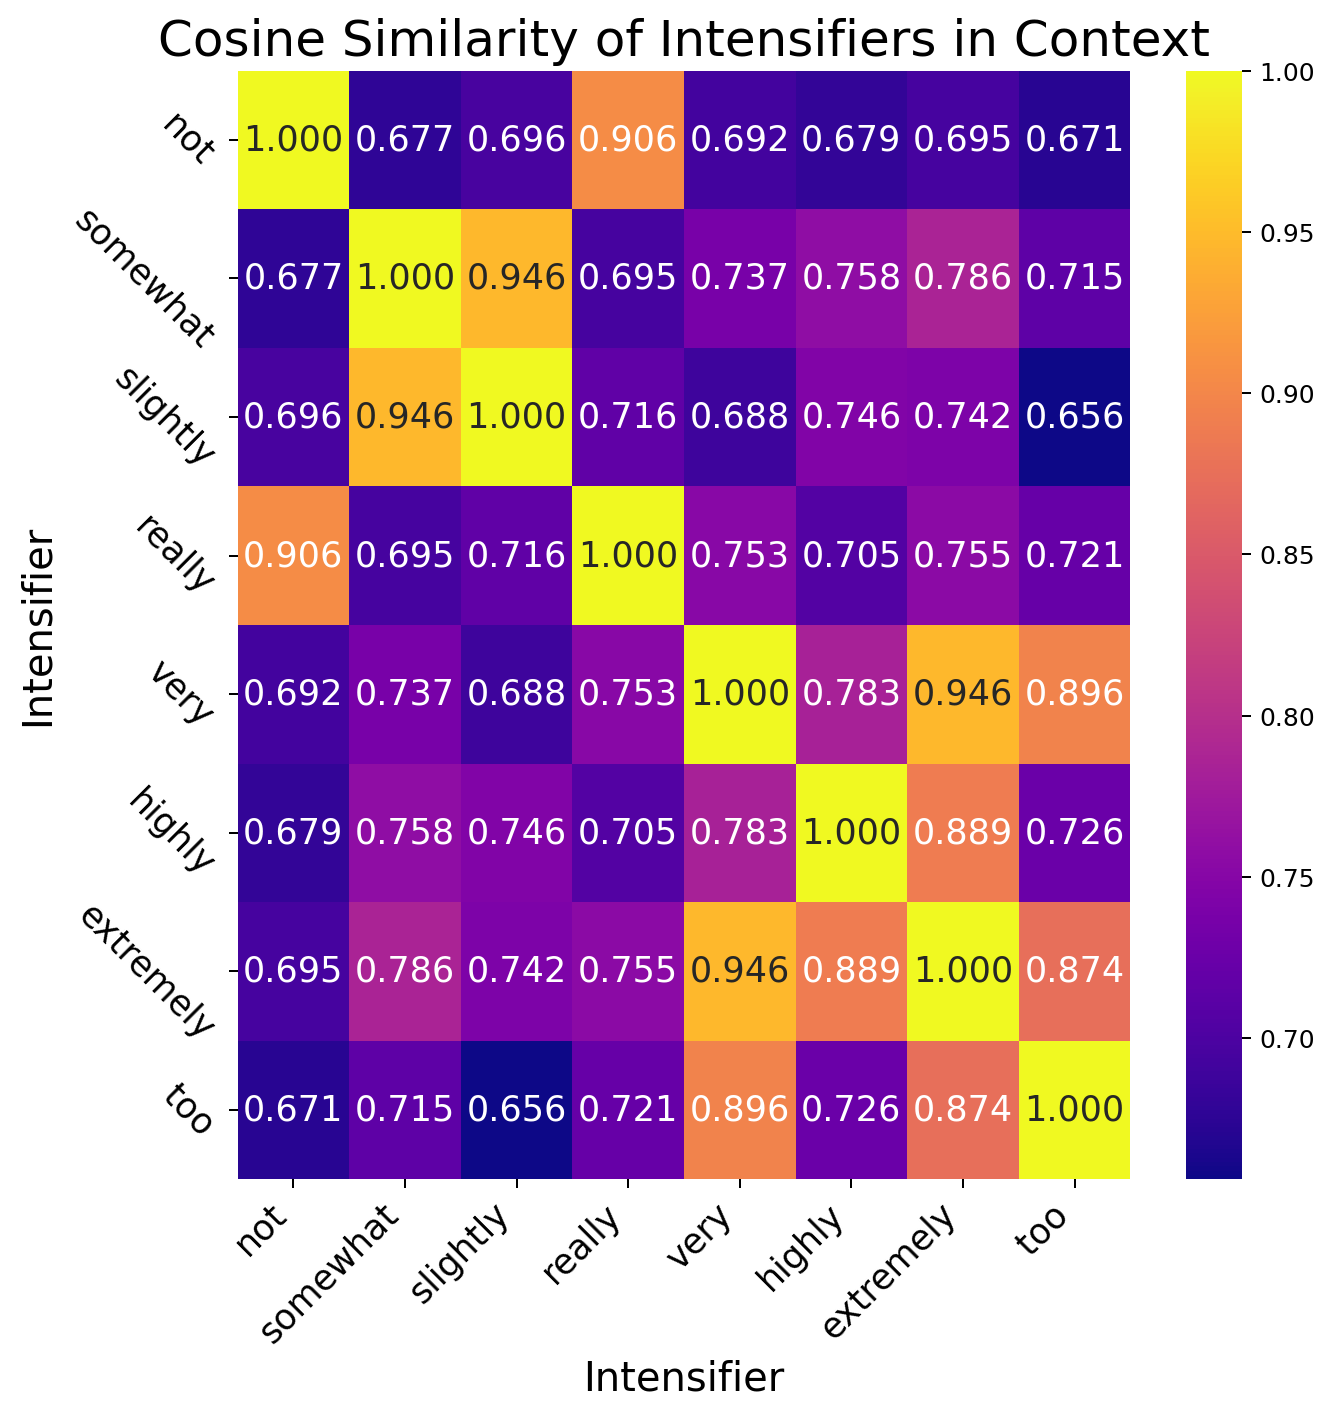 Cosine Similarity of Intensifiers in Context
not 1.000 0.677 0.696 0.906 0.692 0.679 0.695 0.671
somewhat 0.677 1.000 0.946 0.695 0.737 0.758 0.786 0.715
slightly 0.696 0.946 1.000 0.716 0.688 0.746 0.742 0.656
really 0.906 0.695 0.716 1.000 0.753 0.705 0.755 0.721
very 0.692 0.737 0.688 0.753 1.000 0.783 0.946 0.896
highly 0.679 0.758 0.746 0.705 0.783 1.000 0.889 0.726
extremely 0.695 0.786 0.742 0.755 0.946 0.889 1.000 0.874
too 0.671 0.715 0.656 0.721 0.896 0.726 0.874 1.000
Intensifier
not somewhat slightly really very highly extremely too
Intensifier
1.00
0.95
0.90
0.85
0.80
0.75
0.70